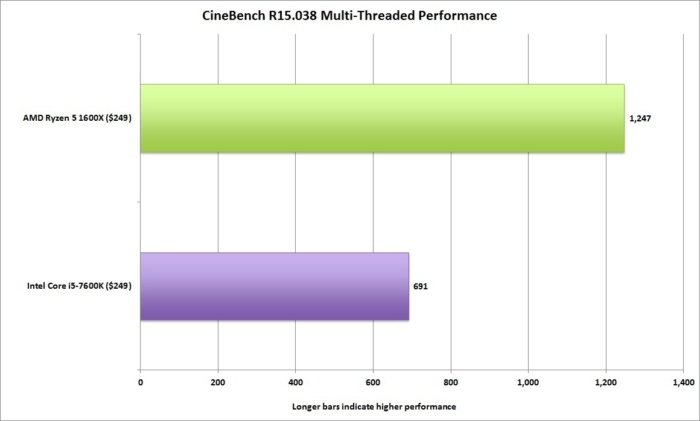 CineBench R15.038 Multi-Threaded Performance
AMD Ryzen 5 1600X ($249)
1,247
Intel Core i5-7600K ($249)
691
0 200 400 600 800 1,000 1,200 1,400
Longer bars indicate higher performance